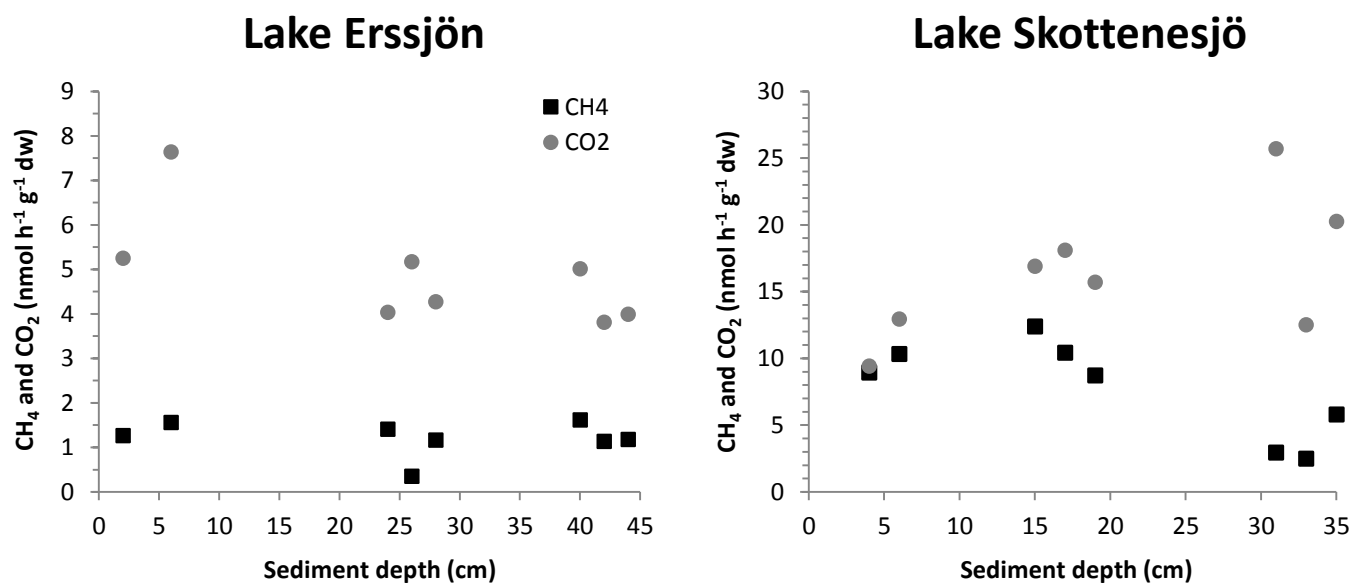 Lake Erssjön
9
8
7
6
5
4
3
2
1
0
CH₄ and CO₂ (nmol h⁻¹ g⁻¹ dw)
CH4
CO2
0 5 10 15 20 25 30 35 40 45
Sediment depth (cm)
Lake Skottenesjö
30
25
20
15
10
5
0
CH₄ and CO₂ (nmol h⁻¹ g⁻¹ dw)
0 5 10 15 20 25 30 35
Sediment depth (cm)